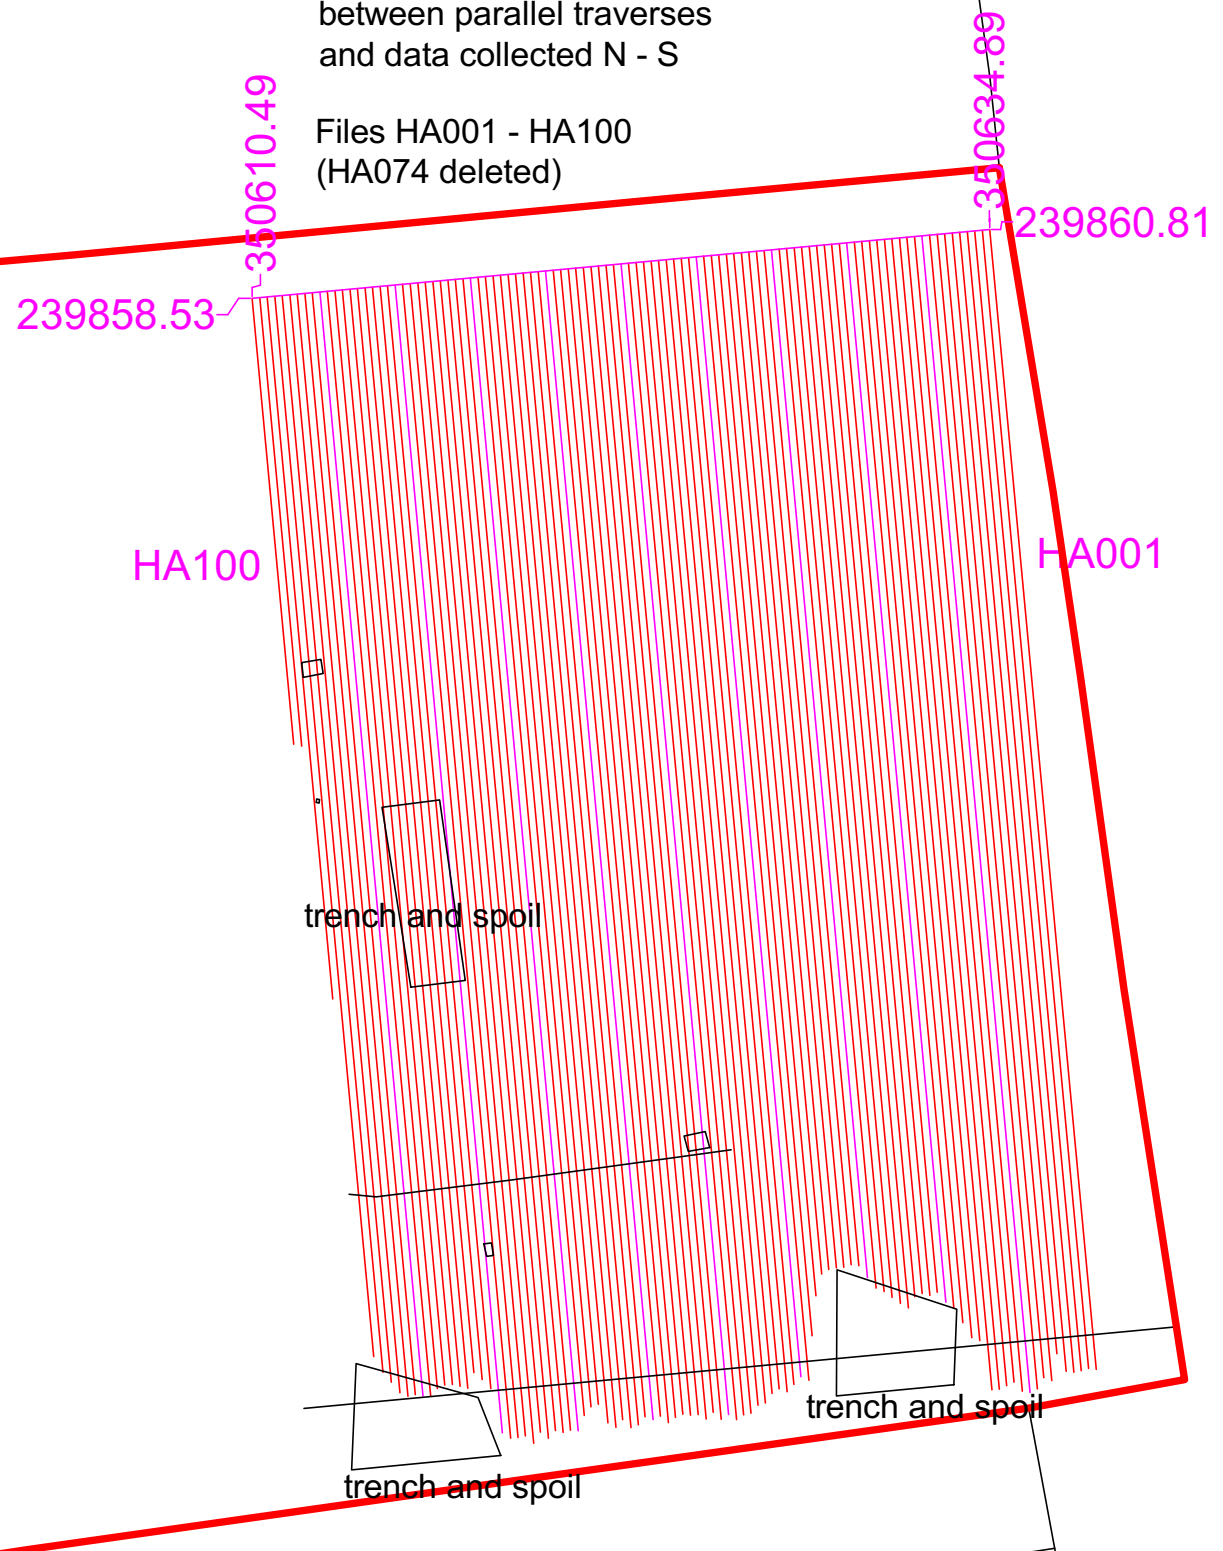 between parallel traverses
and data collected N - S
Files HA001 - HA100
(HA074 deleted)
350610.49
350634.89
239860.81
239858.53
HA100
HA001
trench and spoil
trench and spoil
trench and spoil